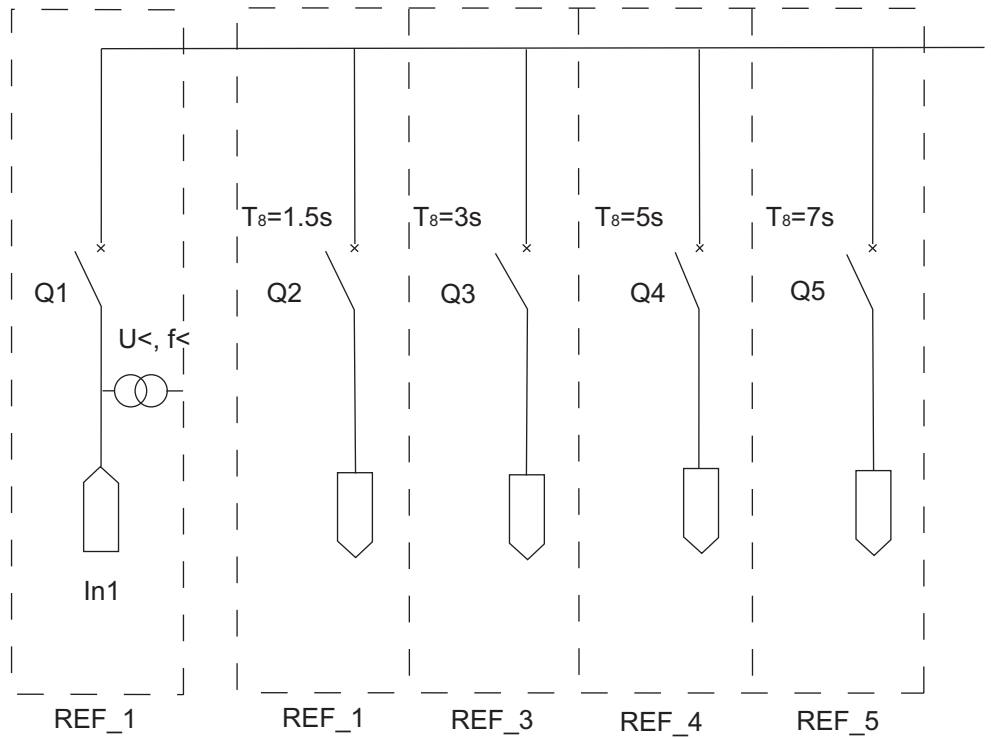 T₈=1.5s
T₈=3s
T₈=5s
T₈=7s
Q1
Q2
Q3
Q4
Q5
U<, f<
In1
REF_1
REF_1
REF_3
REF_4
REF_5